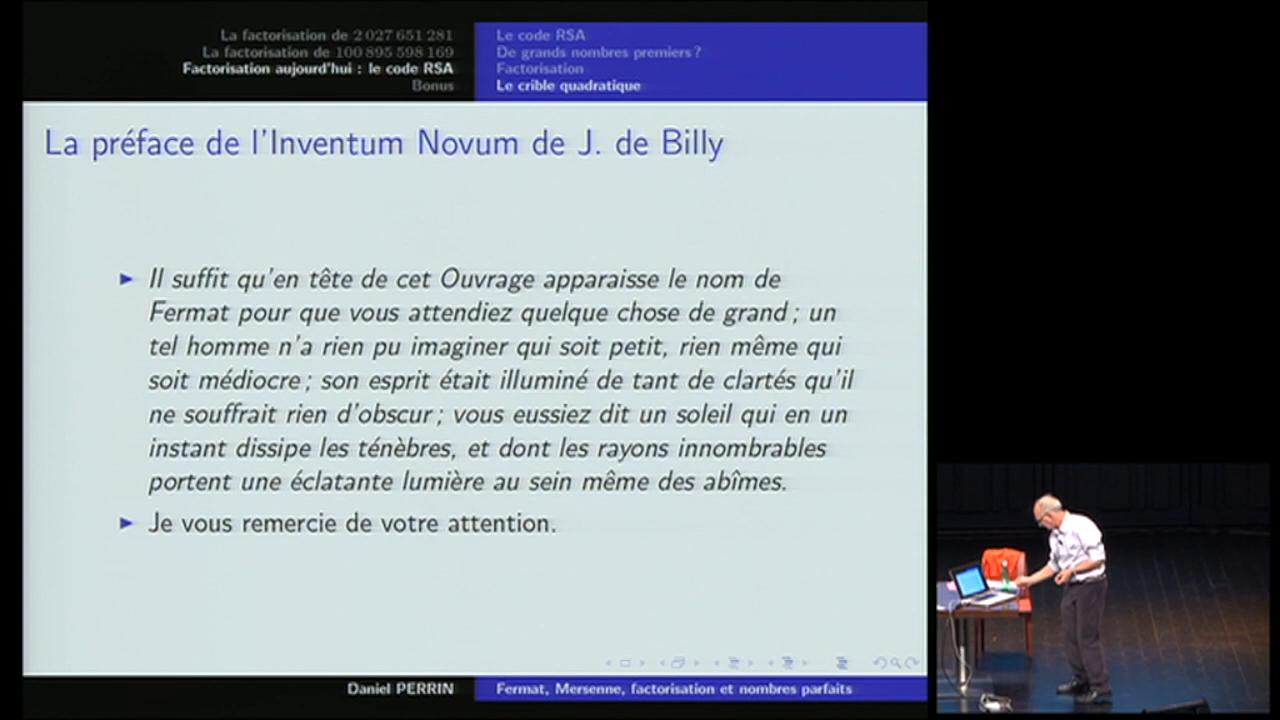 La factorisation de 2 027 651 281
La factorisation de 100 895 598 169
Factorisation aujourd'hui : le code RSA
Bonus
Le code RSA
De grands nombres premiers ?
Factorisation
Le crible quadratique
La préface de l'Inventum Novum de J. de Billy
Il suffit qu'en tête de cet Ouvrage apparaisse le nom de
Fermat pour que vous attendiez quelque chose de grand ; un
tel homme n'a rien pu imaginer qui soit petit, rien même qui
soit médiocre ; son esprit était illuminé de tant de clartés qu'il
ne souffrait rien d'obscur ; vous eussiez dit un soleil qui en un
instant dissipe les ténèbres, et dont les rayons innombrables
portent une éclatante lumière au sein même des abîmes.
Je vous remercie de votre attention.
Daniel PERRIN
Fermat, Mersenne, factorisation et nombres parfaits